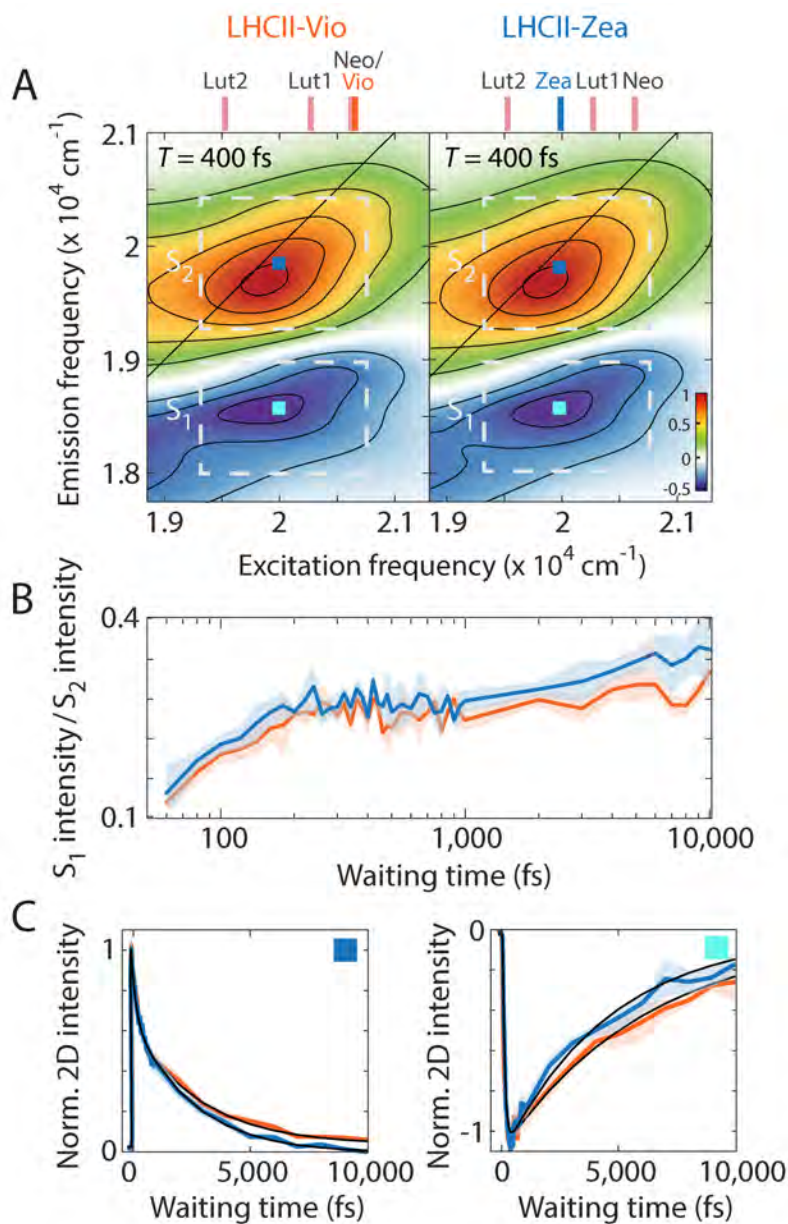 LHCII-Vio LHCII-Zea
A
Lut2 Lut1 Neo/
Vio
Lut2 Zea Lut1 Neo
2.1
2
1.9
1.8
Emission frequency (x 10⁴ cm⁻¹)
T = 400 fs T = 400 fs
S₂ S₂
S₁ S₁
1
0.5
0
-0.5
1.9 2 2.1 1.9 2 2.1
Excitation frequency (x 10⁴ cm⁻¹)
B
S₁ intensity/S₂ intensity
0.4
0.1
100 1,000 10,000
Waiting time (fs)
C
Norm. 2D intensity
1
0
0 5,000 10,000
Waiting time (fs)
Norm. 2D intensity
0
-1
0 5,000 10,000
Waiting time (fs)